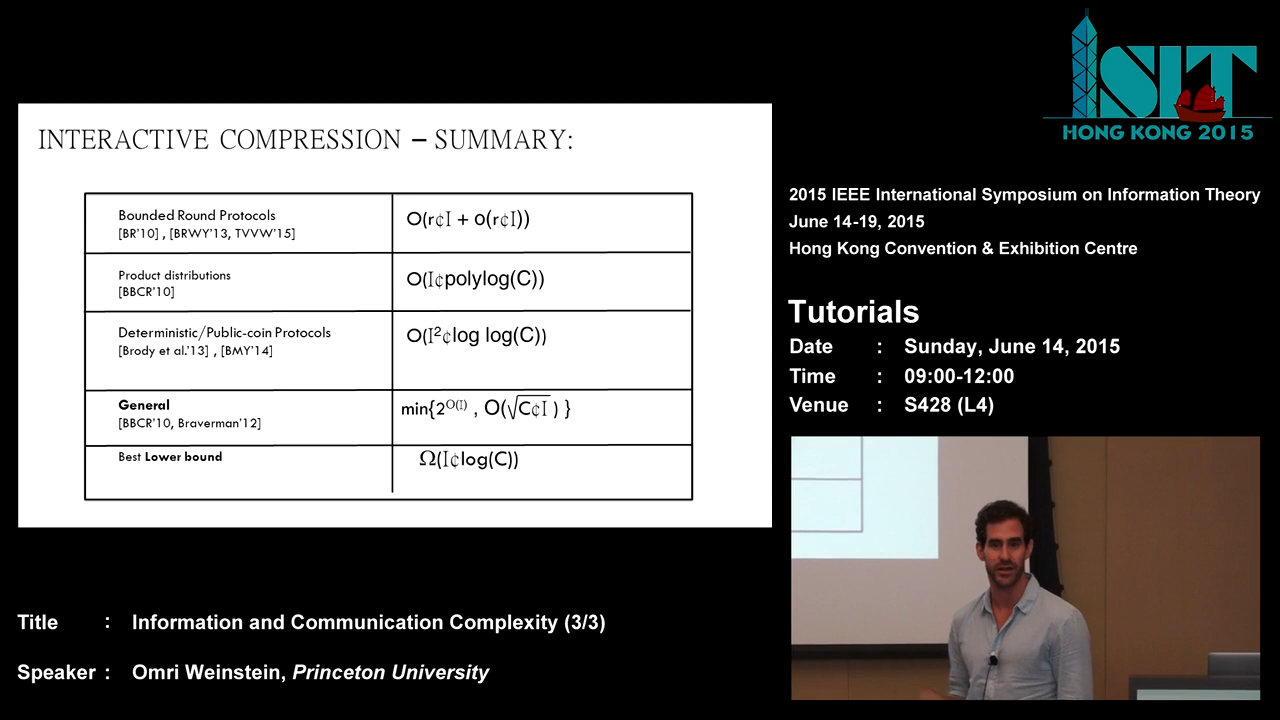 INTERACTIVE COMPRESSION – SUMMARY:
Bounded Round Protocols
[BR'10] , [BRWY'13, TVVW'15]
O(r¢I + o(r¢I))
Product distributions
[BBCR'10]
O(I¢polylog(C))
Deterministic/Public-coin Protocols
[Brody et al.'13] , [BMY'14]
O(I²¢log log(C))
General
[BBCR'10, Braverman'12]
min{2^O(I) , O(√C¢I ) }
Best Lower bound
Ω(I¢log(C))
ISIT
HONG KONG 2015
2015 IEEE International Symposium on Information Theory
June 14-19, 2015
Hong Kong Convention & Exhibition Centre
Tutorials
Date : Sunday, June 14, 2015
Time : 09:00-12:00
Venue : S428 (L4)
Title : Information and Communication Complexity (3/3)
Speaker : Omri Weinstein, Princeton University